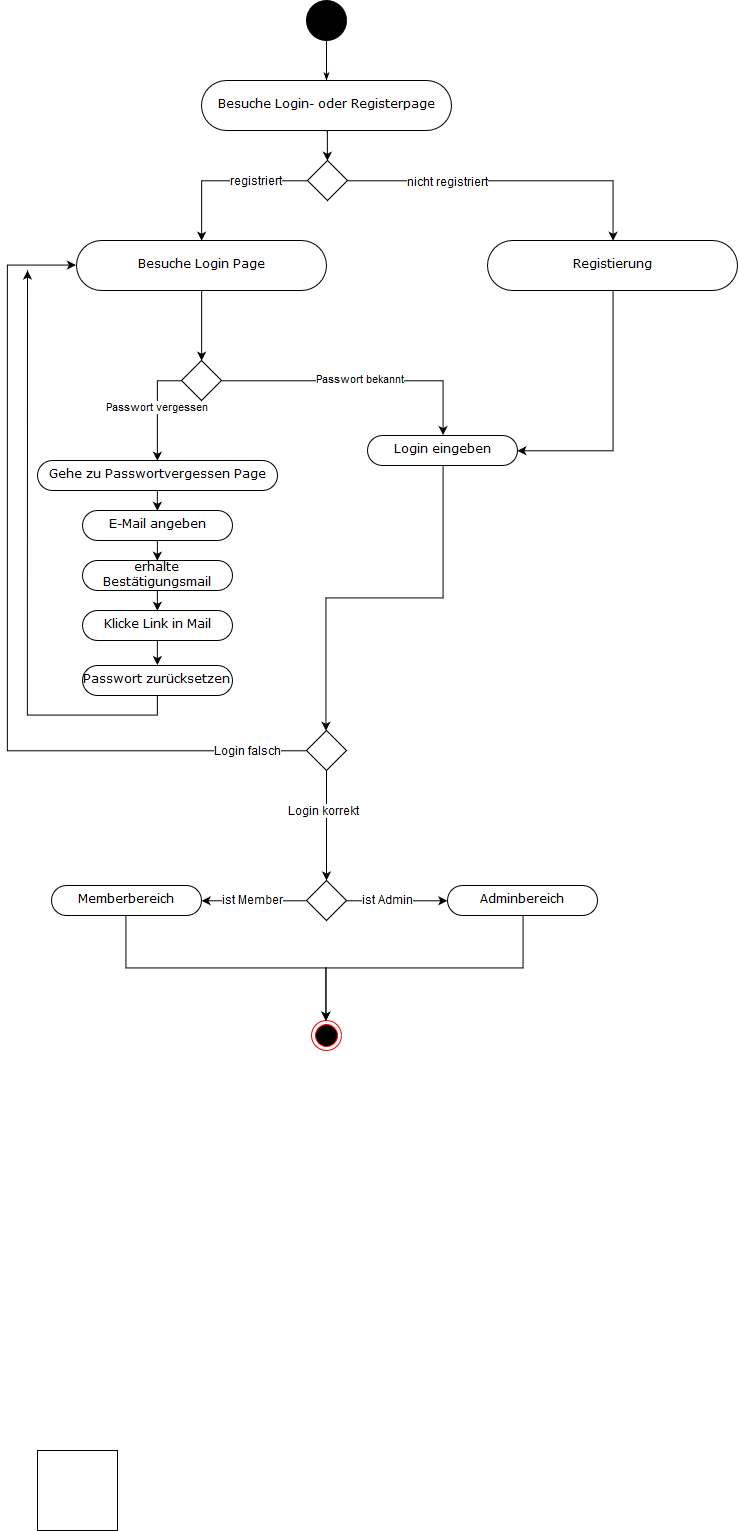 Besuche Login- oder Registerpage
registriert
nicht registriert
Besuche Login Page
Registierung
Passwort bekannt
Passwort vergessen
Login eingeben
Gehe zu Passwortvergessen Page
E-Mail angeben
erhalte
Bestätigungsmail
Klicke Link in Mail
Passwort zurücksetzen
Login falsch
Login korrekt
Memberbereich
ist Member
ist Admin
Adminbereich